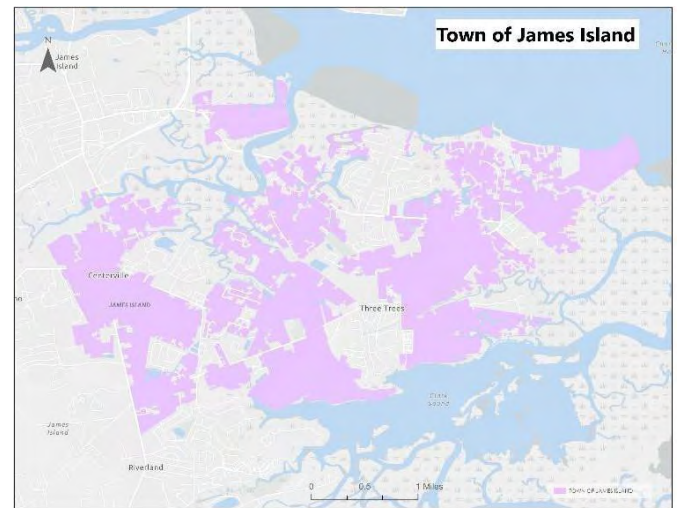 Town of James Island
N
James
Island
Centerville
JAMES ISLAND
Three Trees
James
Island
Riverland
Sound
0 0.5 1 Miles
TOWN OF JAMES ISLAND